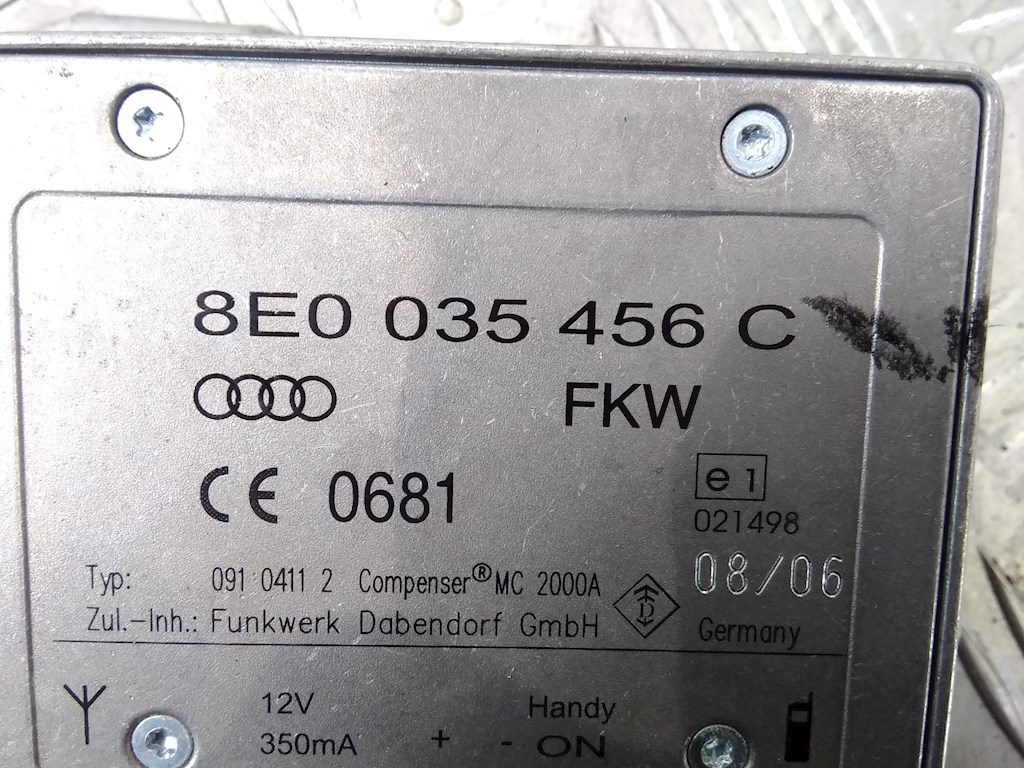 8E0 035 456 C
FKW
CE 0681
e1
021498
08/06
Typ: 091 0411 2 Compenser® MC 2000A
Zul.-Inh.: Funkwerk Dabendorf GmbH
Germany
12V Handy
350mA + - ON